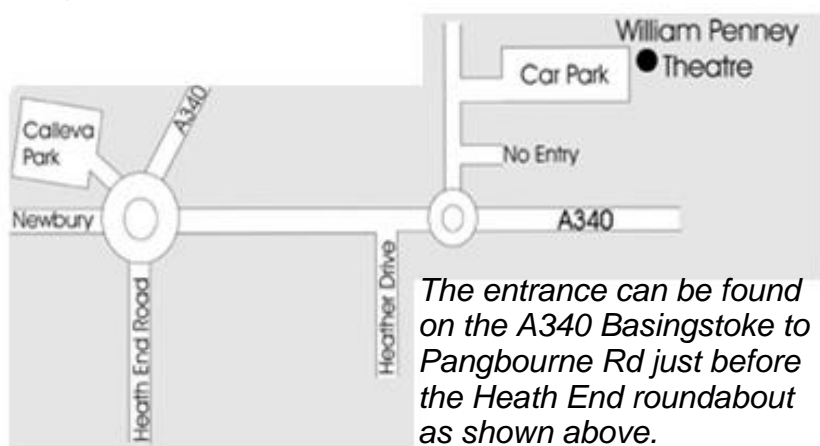 William Penney
Theatre
Car Park
A340
Calleva
Park
No Entry
Newbury
A340
Heath End Road
Heather Drive
The entrance can be found
on the A340 Basingstoke to
Pangbourne Rd just before
the Heath End roundabout
as shown above.